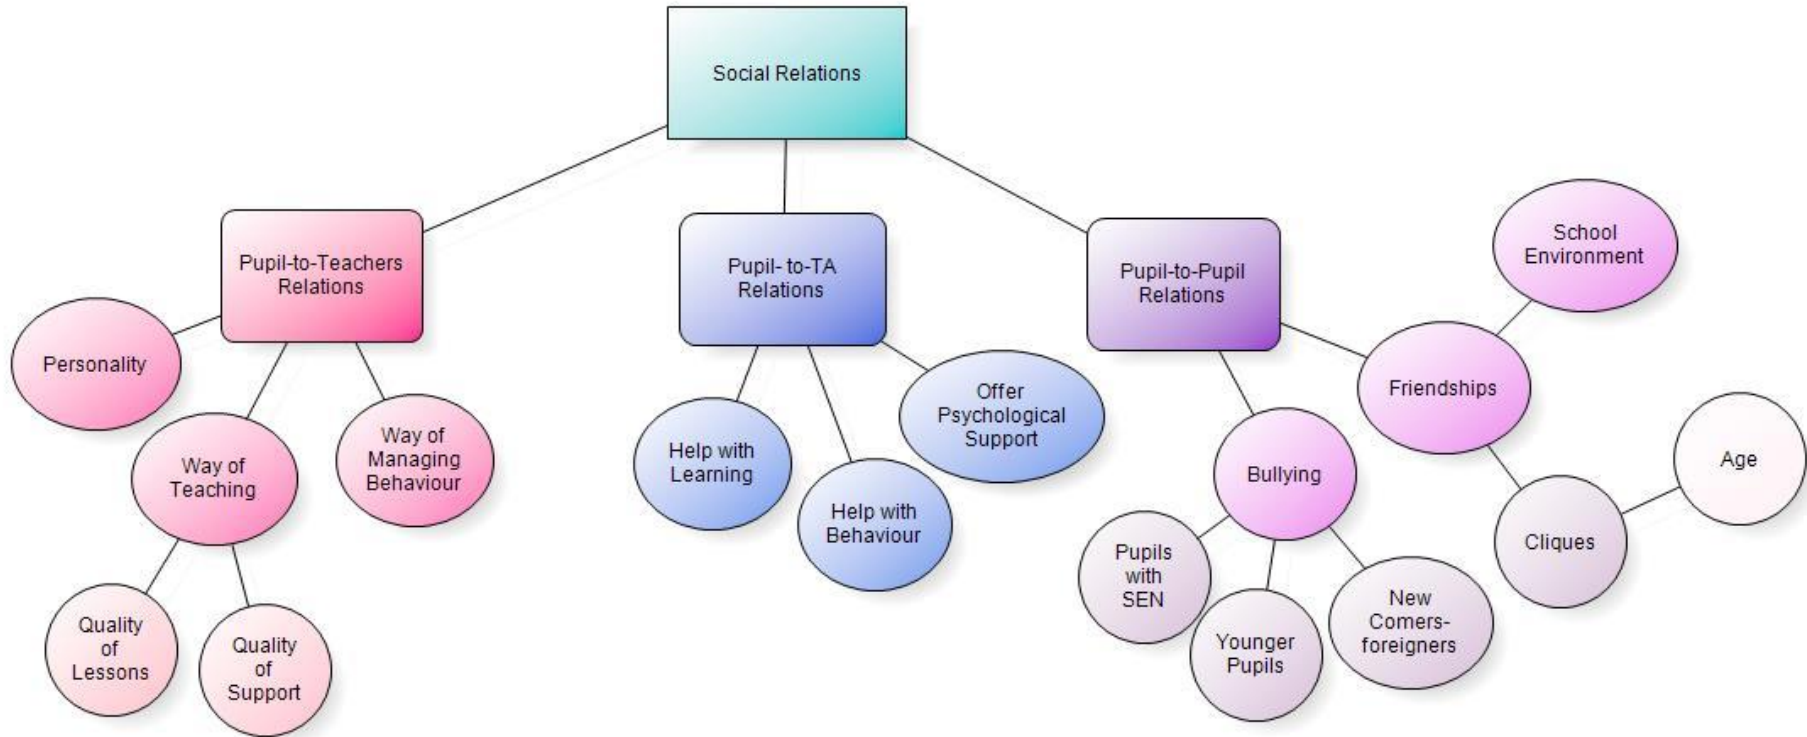 Social Relations
Pupil-to-Teachers
Relations
Pupil- to-TA
Relations
Pupil-to-Pupil
Relations
School
Environment
Personality
Way of
Teaching
Way of
Managing
Behaviour
Help with
Learning
Help with
Behaviour
Offer
Psychological
Support
Friendships
Bullying
Age
Cliques
Quality
of
Lessons
Quality
of
Support
Pupils
with
SEN
Younger
Pupils
New
Comers-
foreigners